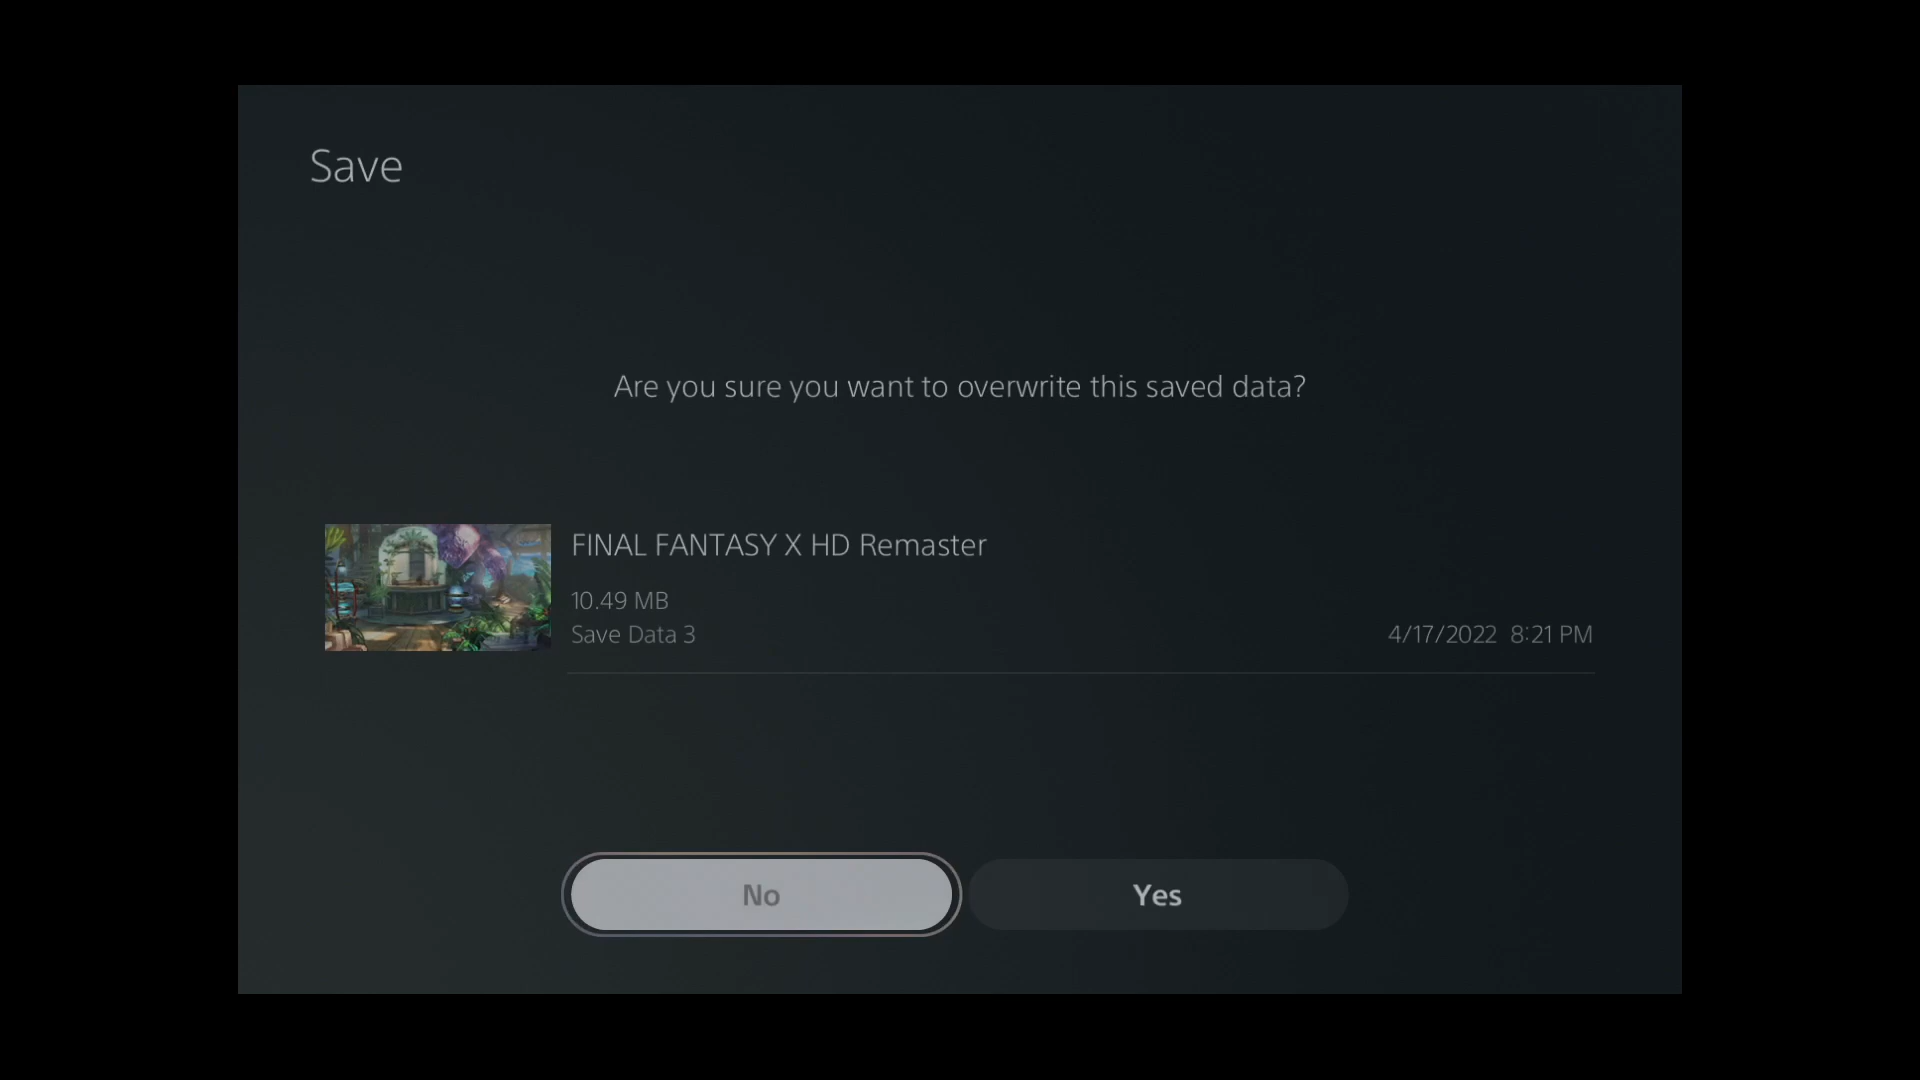 Save
Are you sure you want to overwrite this saved data?
FINAL FANTASY X HD Remaster
10.49 MB
Save Data 3
4/17/2022 8:21 PM
No
Yes